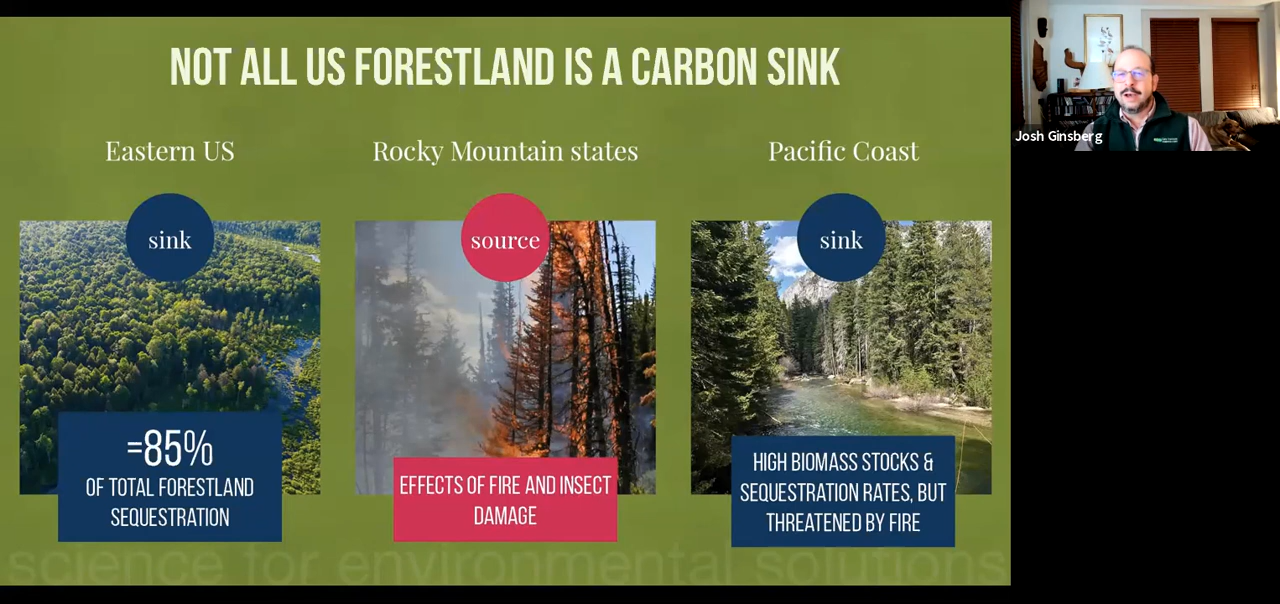 NOT ALL US FORESTLAND IS A CARBON SINK
Eastern US
Rocky Mountain states
Pacific Coast
sink
source
sink
=85%
OF TOTAL FORESTLAND
SEQUESTRATION
EFFECTS OF FIRE AND INSECT
DAMAGE
HIGH BIOMASS STOCKS &
SEQUESTRATION RATES, BUT
THREATENED BY FIRE
science for environmental solutions
Josh Ginsberg